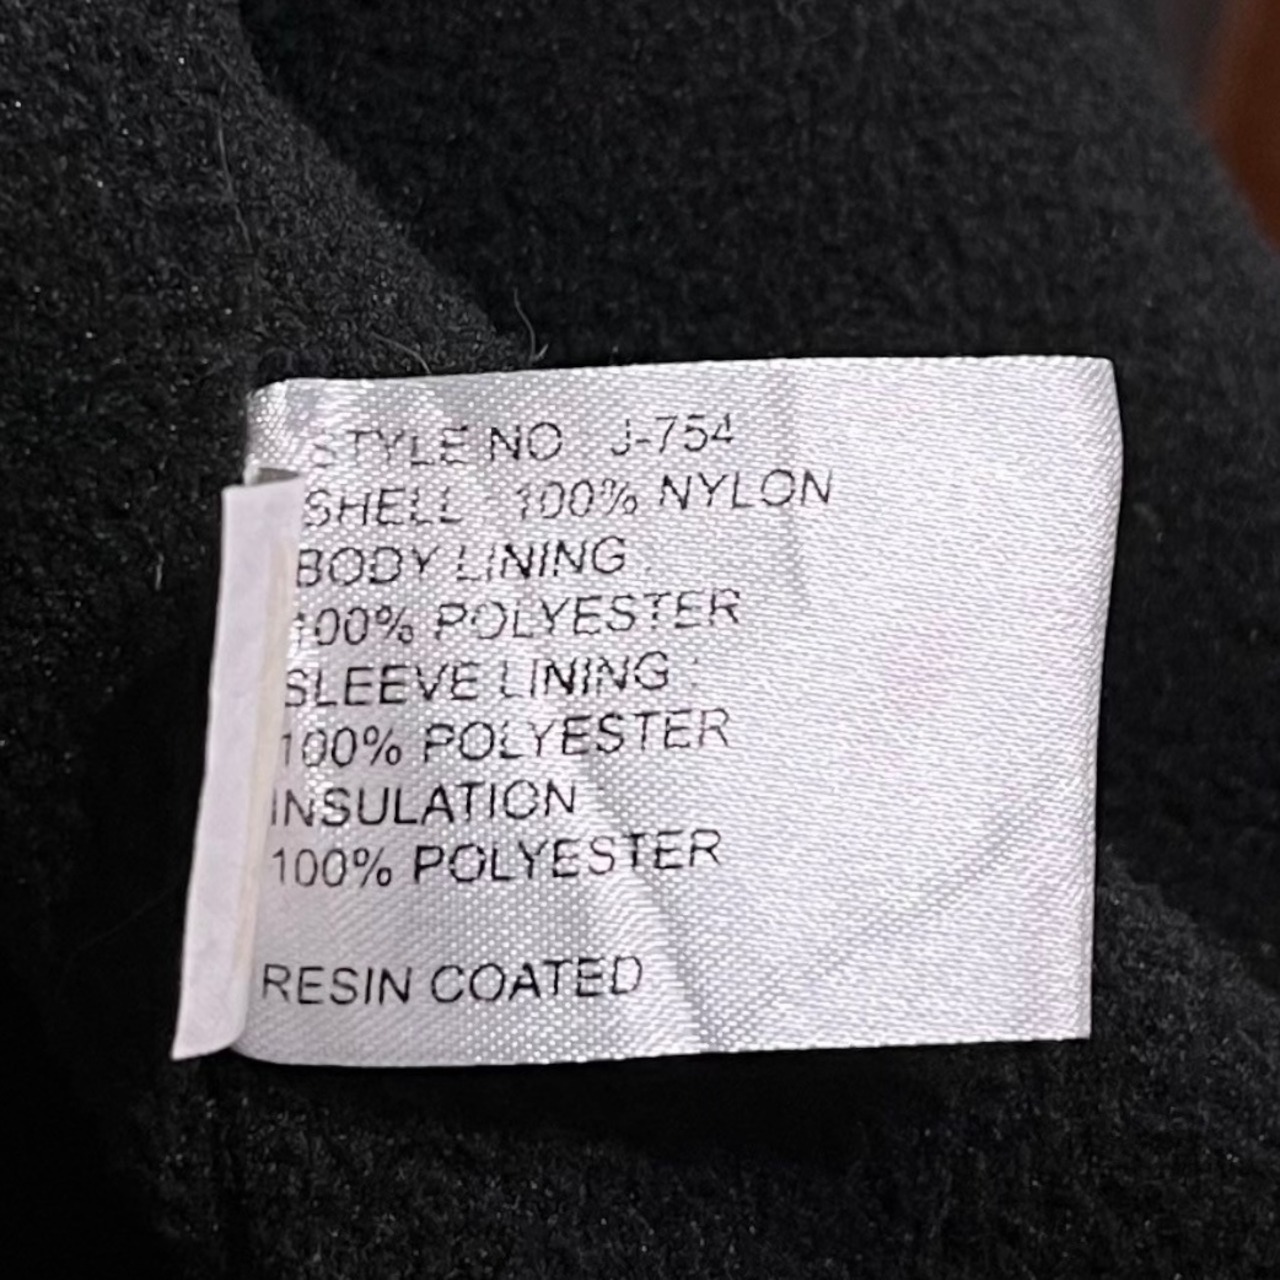 STYLE NO J-754
SHELL : 100% NYLON
BODY LINING :
100% POLYESTER
SLEEVE LINING :
100% POLYESTER
INSULATION
100% POLYESTER
RESIN COATED